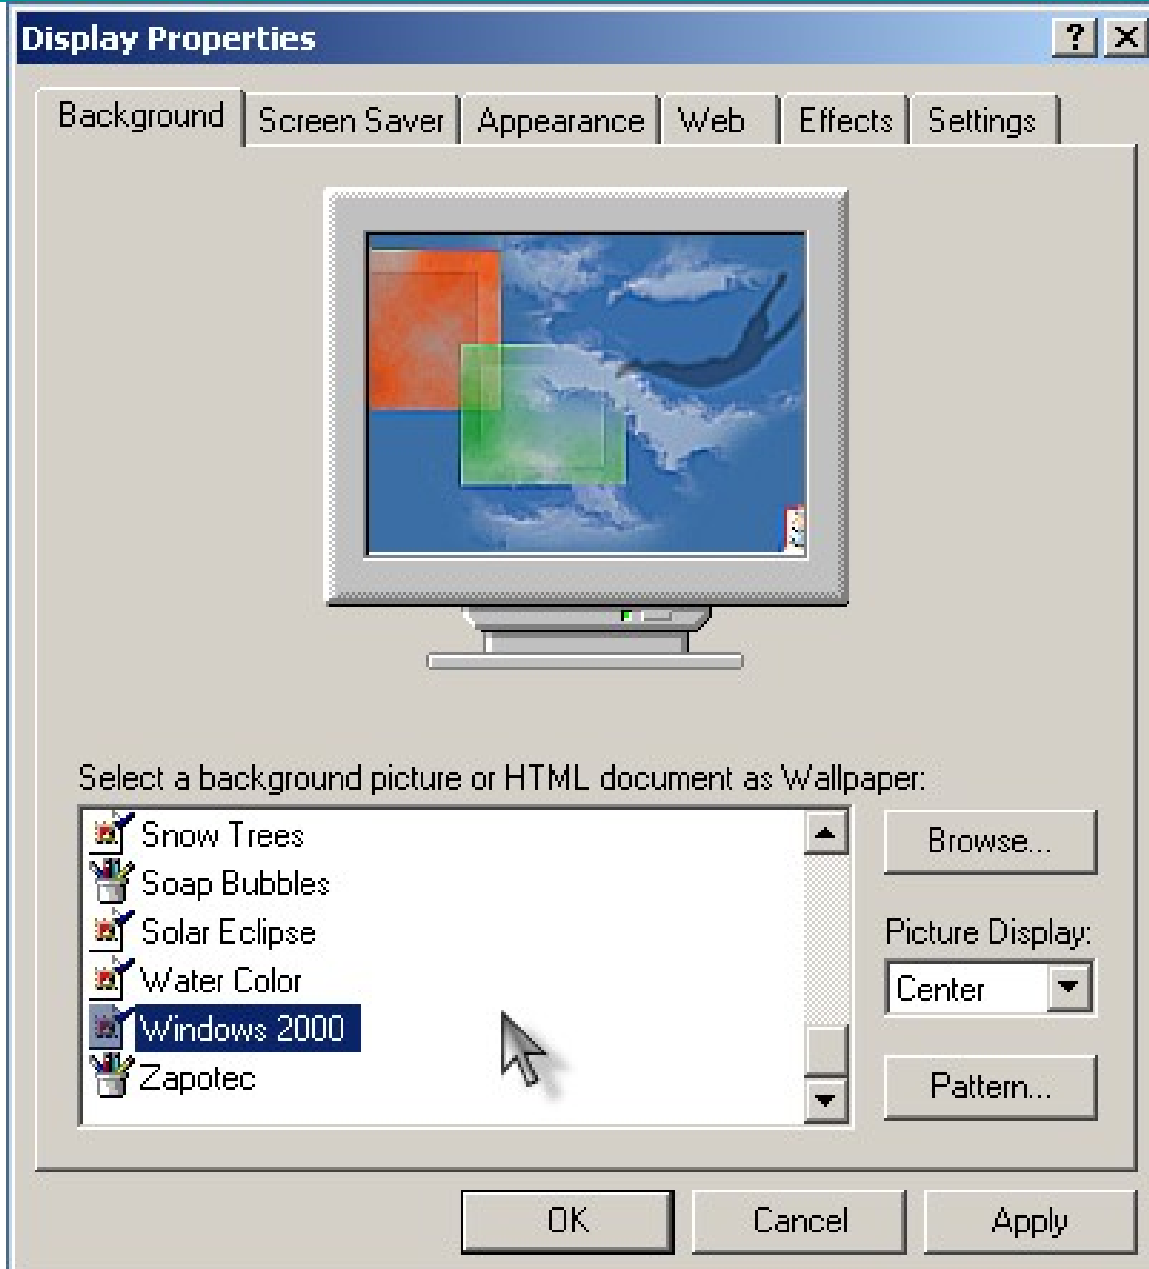 Display Properties
Background Screen Saver Appearance Web Effects Settings
Select a background picture or HTML document as Wallpaper:
Snow Trees
Soap Bubbles
Solar Eclipse
Water Color
Windows 2000
Zapotec
Browse...
Picture Display:
Center
Pattern...
OK Cancel Apply